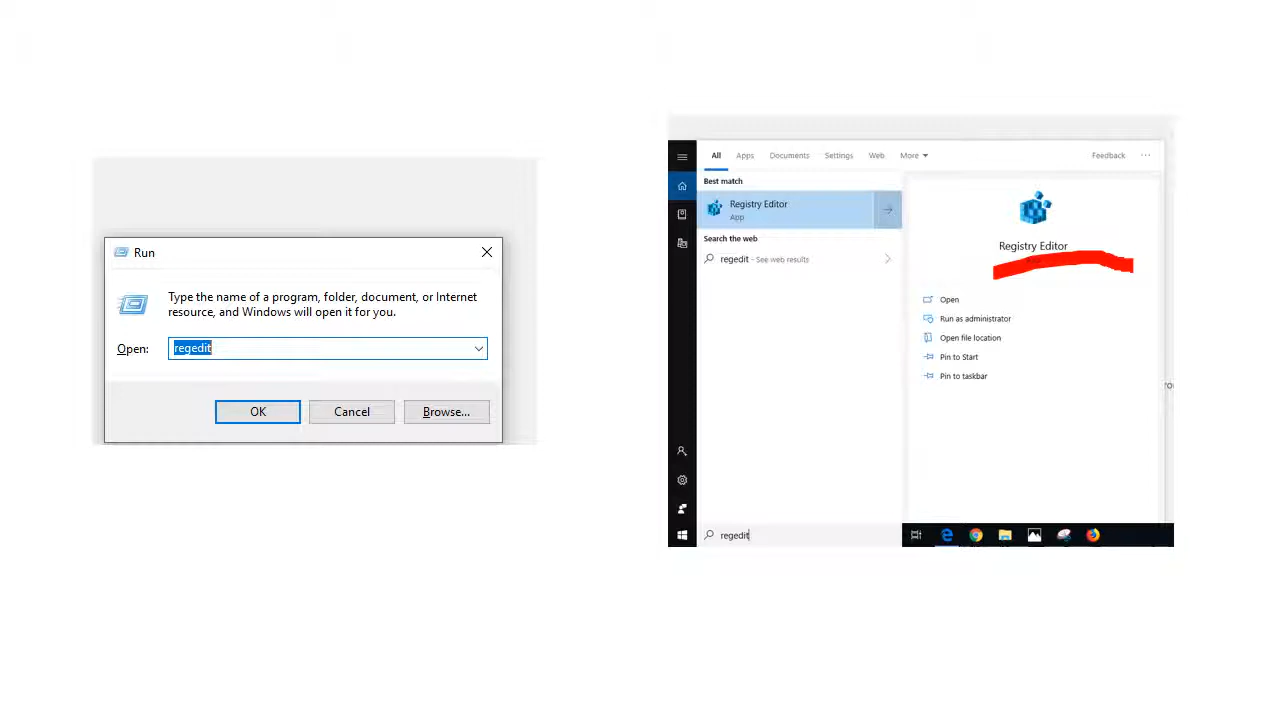 Run
Type the name of a program, folder, document, or Internet
resource, and Windows will open it for you.
Open:
regedit
OK
Cancel
Browse...
All
Apps
Documents
Settings
Web
More
Feedback
...
Best match
Registry Editor
App
Search the web
regedit - See web results
Registry Editor
Open
Run as administrator
Open file location
Pin to Start
Pin to taskbar
regedit